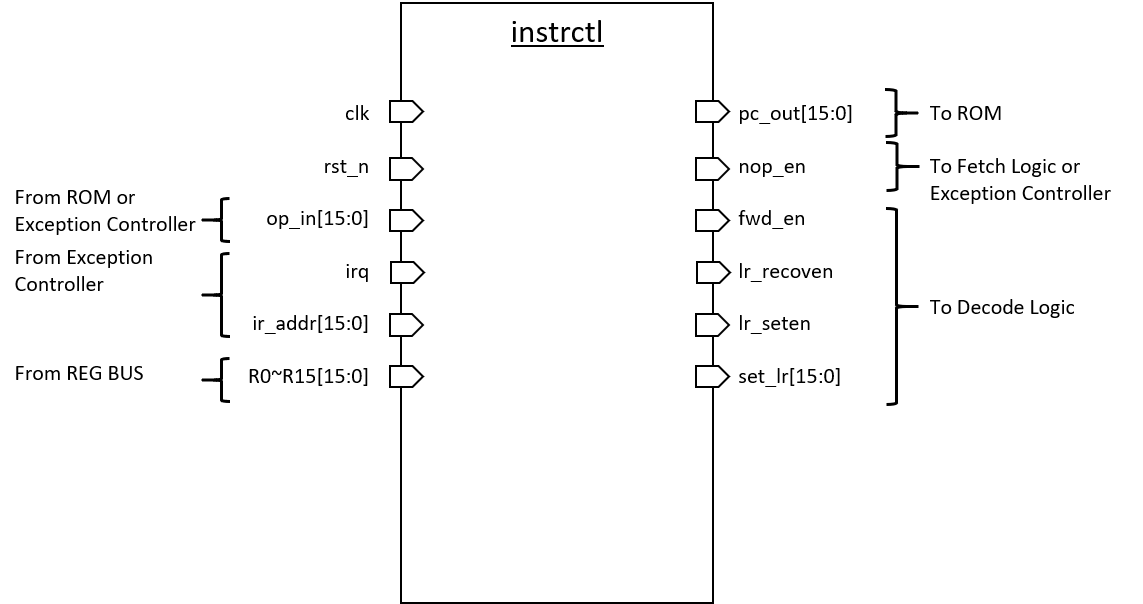 instrctl
clk
rst_n
From ROM or
Exception Controller
op_in[15:0]
From Exception
Controller
irq
ir_addr[15:0]
From REG BUS
R0~R15[15:0]
pc_out[15:0]
To ROM
nop_en
To Fetch Logic or
Exception Controller
fwd_en
lr_recoven
To Decode Logic
lr_seten
set_lr[15:0]